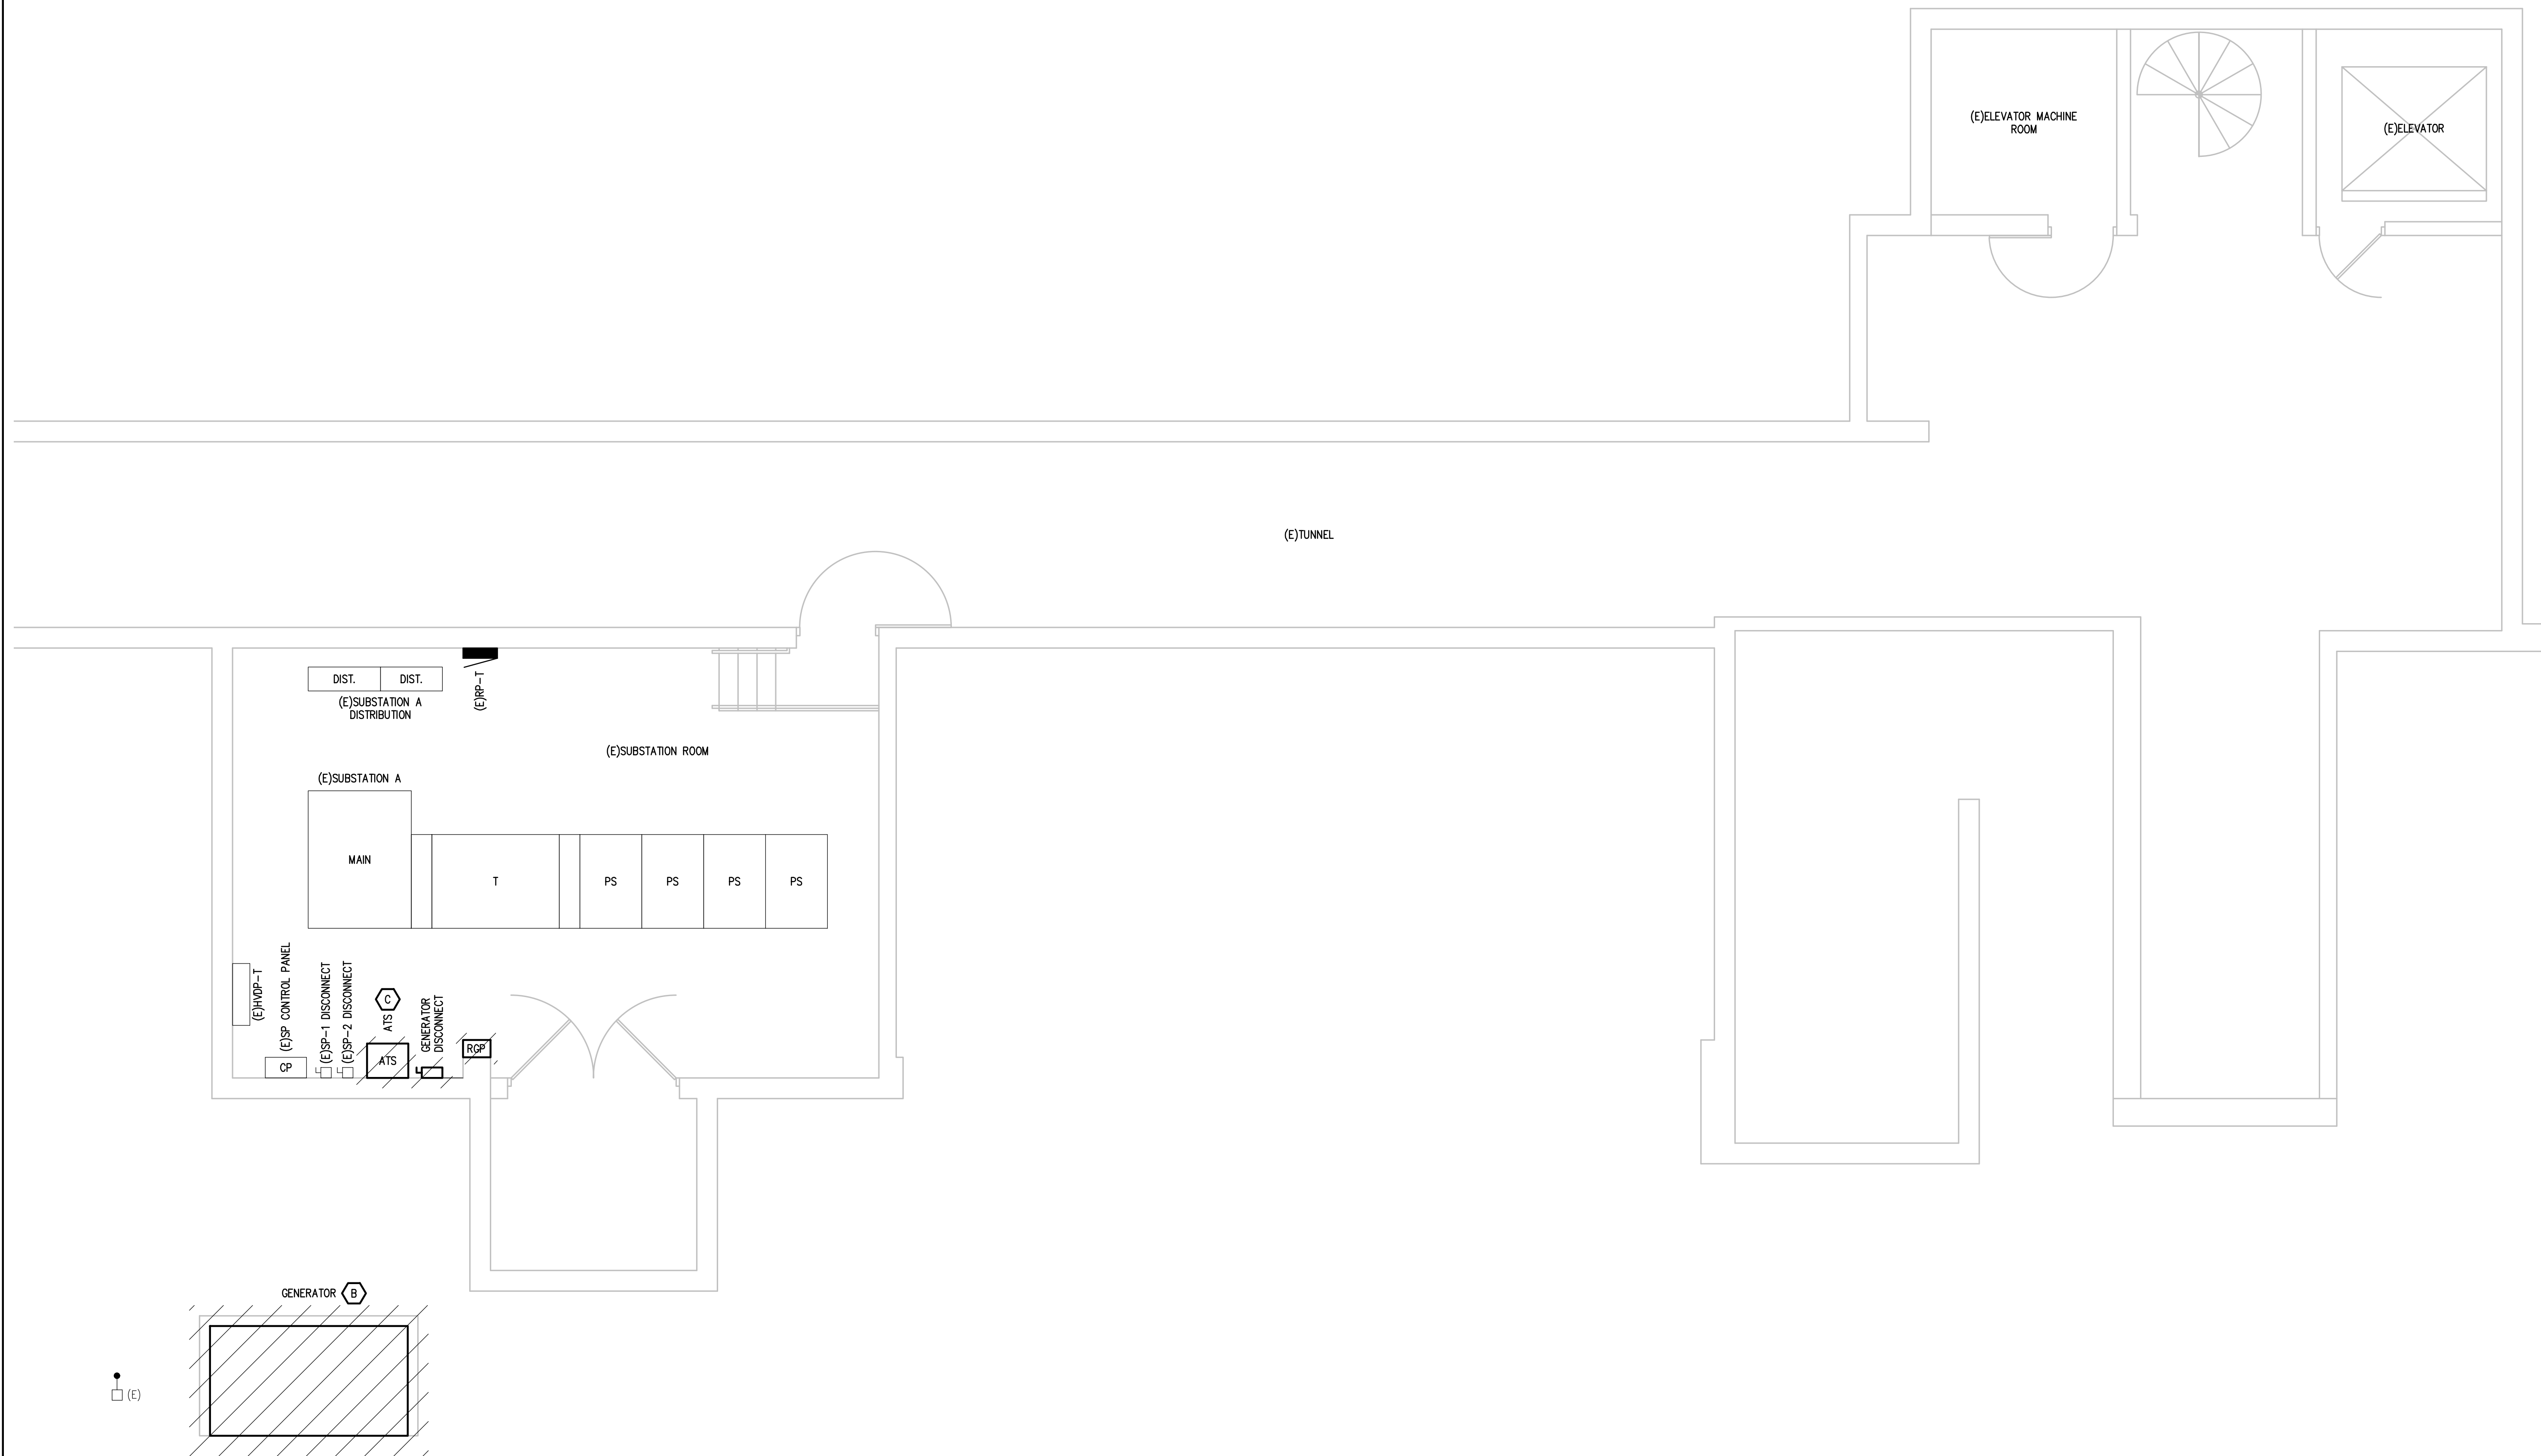 (E)ELEVATOR MACHINE
ROOM
(E)ELEVATOR
(E)TUNNEL
DIST.
DIST.
(E)SUBSTATION A
DISTRIBUTION
(E)RP-T
(E)SUBSTATION ROOM
(E)SUBSTATION A
MAIN
T
PS
PS
PS
PS
(E)HVDP-T
(E)SP CONTROL PANEL
(E)SP-1 DISCONNECT
(E)SP-2 DISCONNECT
C
ATS
GENERATOR
DISCONNECT
RGP
CP
ATS
GENERATOR
B
(E)